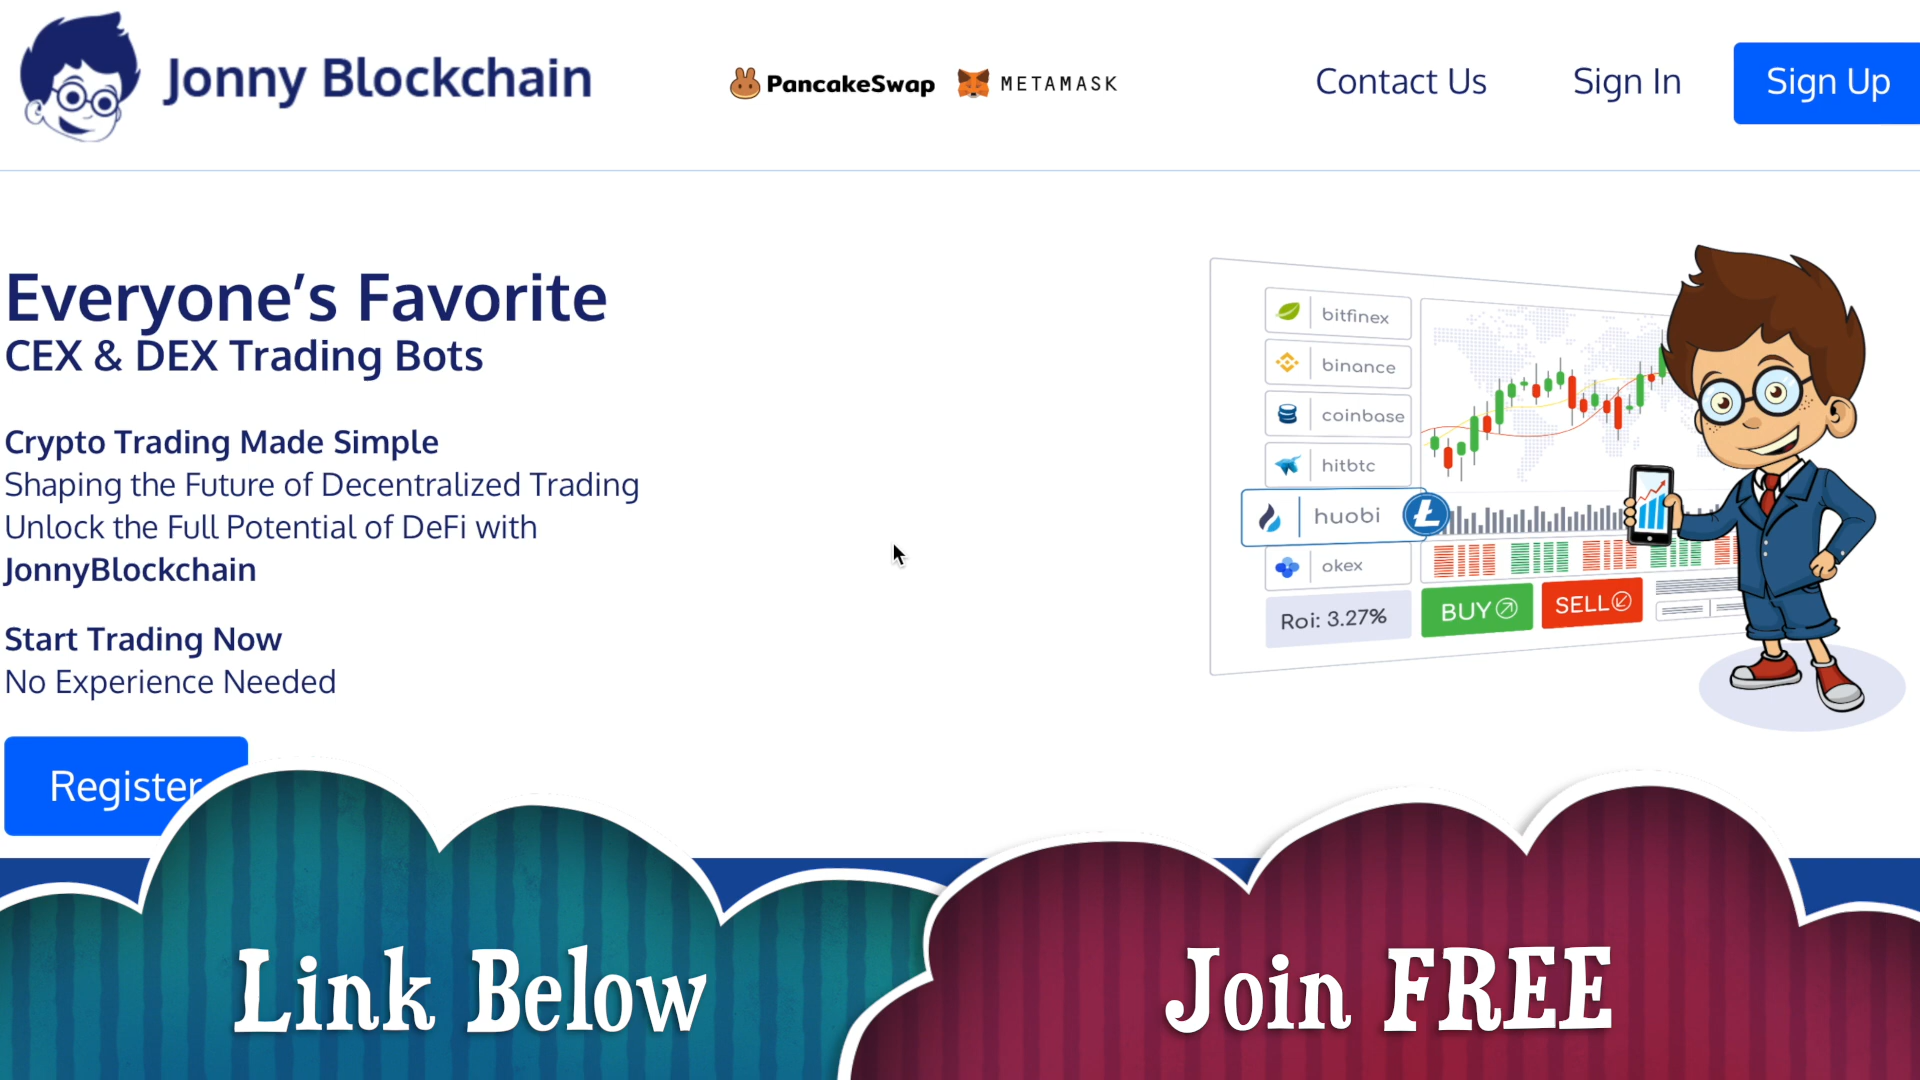 Jonny Blockchain
PancakeSwap METAMASK
Contact Us
Sign In
Sign Up
Everyone’s Favorite
CEX & DEX Trading Bots
Crypto Trading Made Simple
Shaping the Future of Decentralized Trading
Unlock the Full Potential of DeFi with
JonnyBlockchain
Start Trading Now
No Experience Needed
Register
bitfinex
binance
coinbase
hitbtc
huobi
okex
Roi: 3.27%
BUY
SELL
Link Below
Join FREE